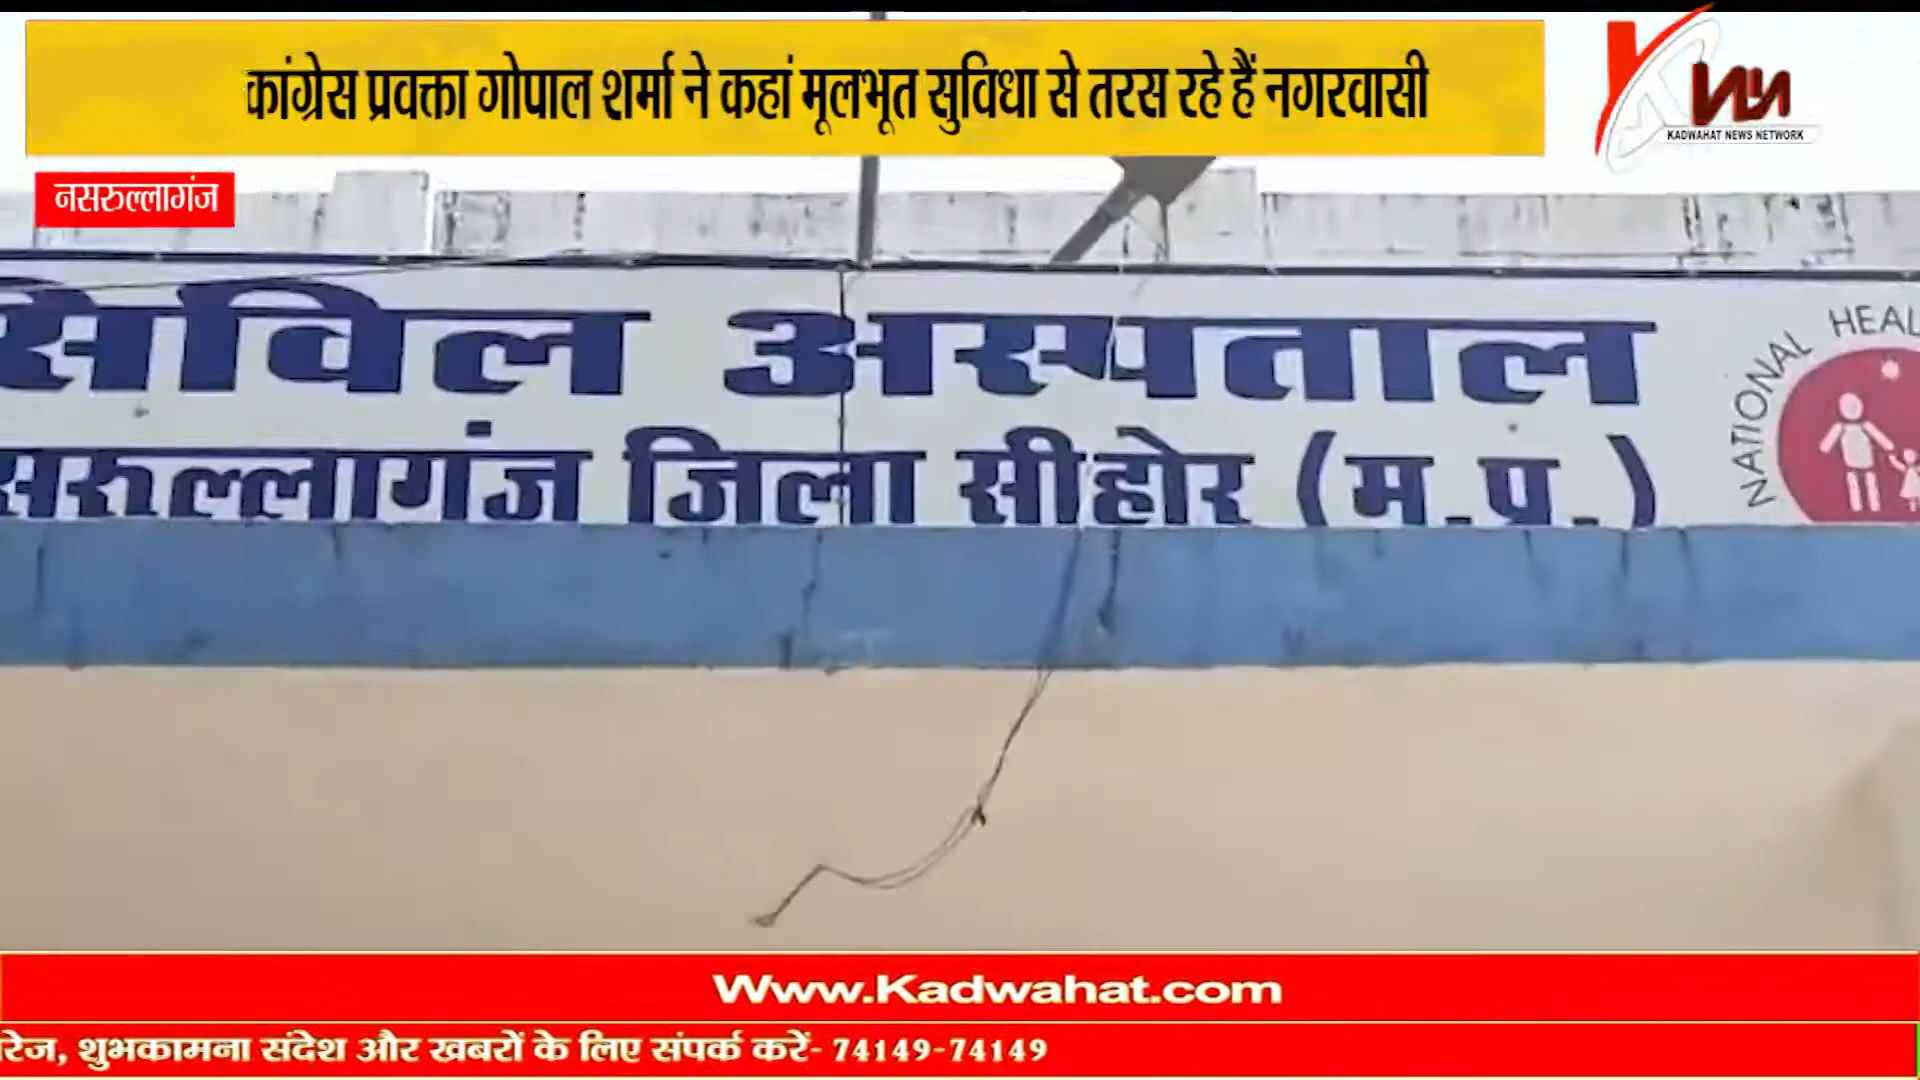 कांग्रेस प्रवक्ता गोपाल शर्मा ने कहां मूलभूत सुविधा से तरस रहे हैं नगरवासी
KNN
KADWAHAT NEWS NETWORK
नसरुल्लागंज
सिविल अस्पताल
सरुल्लागंज जिला सीहोर (म.प्र.)
NATIONAL HEAL
Www.Kadwahat.com
रेज, शुभकामना संदेश और खबरों के लिए संपर्क करें- 74149-74149